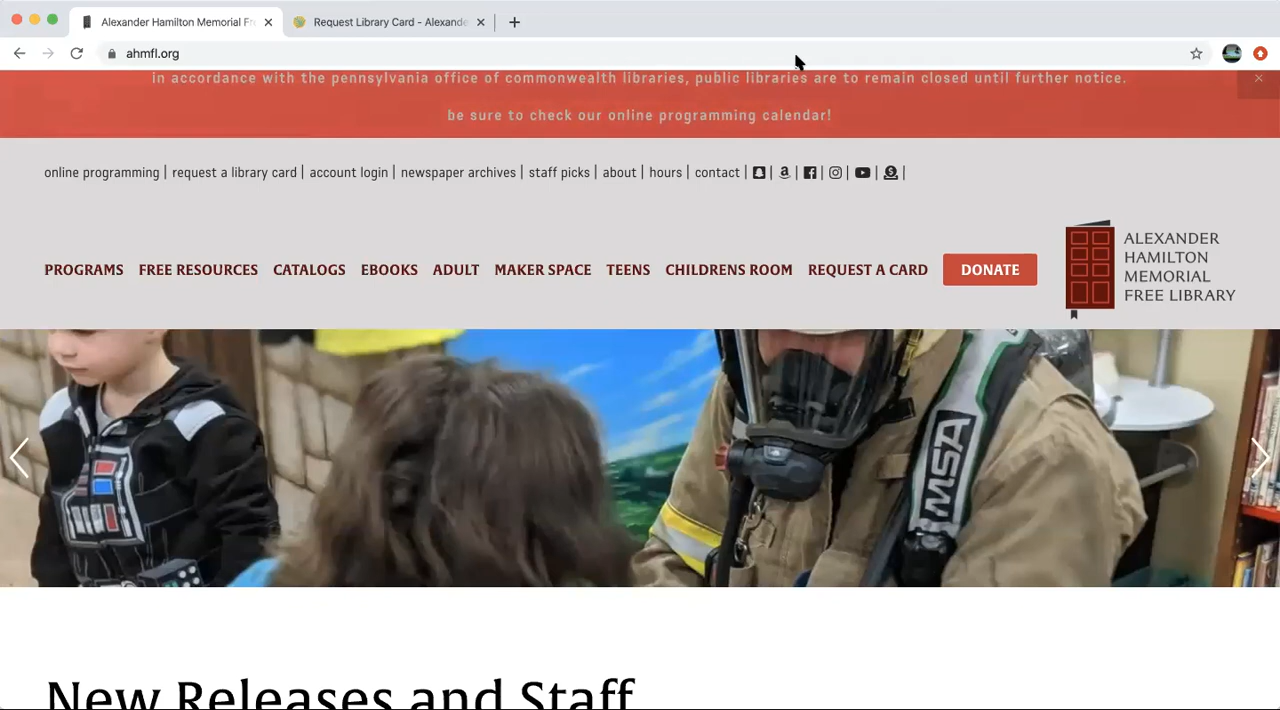 Alexander Hamilton Memorial Fr
Request Library Card - Alexande
ahmfl.org
in accordance with the pennsylvania office of commonwealth libraries, public libraries are to remain closed until further notice.
be sure to check our online programming calendar!
online programming | request a library card | account login | newspaper archives | staff picks | about | hours | contact | | | | | | |
PROGRAMS FREE RESOURCES CATALOGS EBOOKS ADULT MAKER SPACE TEENS CHILDRENS ROOM REQUEST A CARD DONATE
ALEXANDER
HAMILTON
MEMORIAL
FREE LIBRARY
MSA
New Releases and Staff